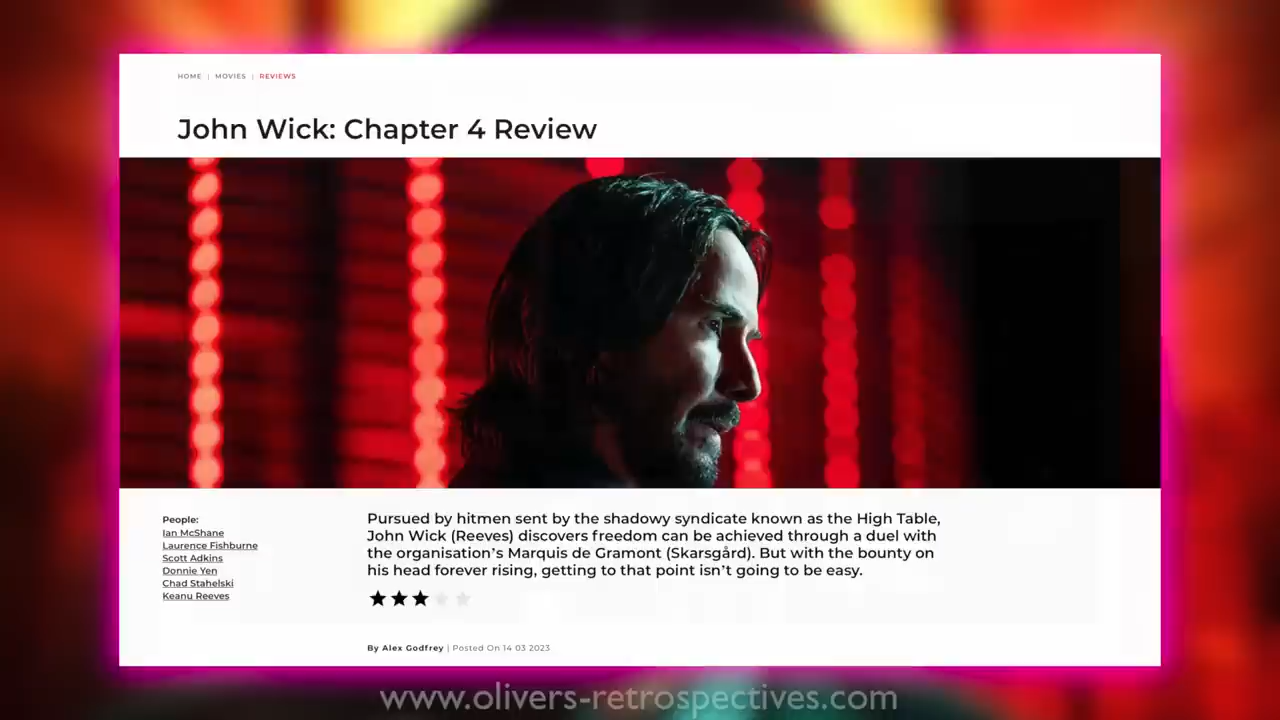 HOME | MOVIES | REVIEWS
John Wick: Chapter 4 Review
People:
Ian McShane
Laurence Fishburne
Scott Adkins
Donnie Yen
Chad Stahelski
Keanu Reeves
Pursued by hitmen sent by the shadowy syndicate known as the High Table,
John Wick (Reeves) discovers freedom can be achieved through a duel with
the organisation's Marquis de Gramont (Skarsgård). But with the bounty on
his head forever rising, getting to that point isn't going to be easy.
By Alex Godfrey | Posted On 14 03 2023
www.olivers-retrospectives.com